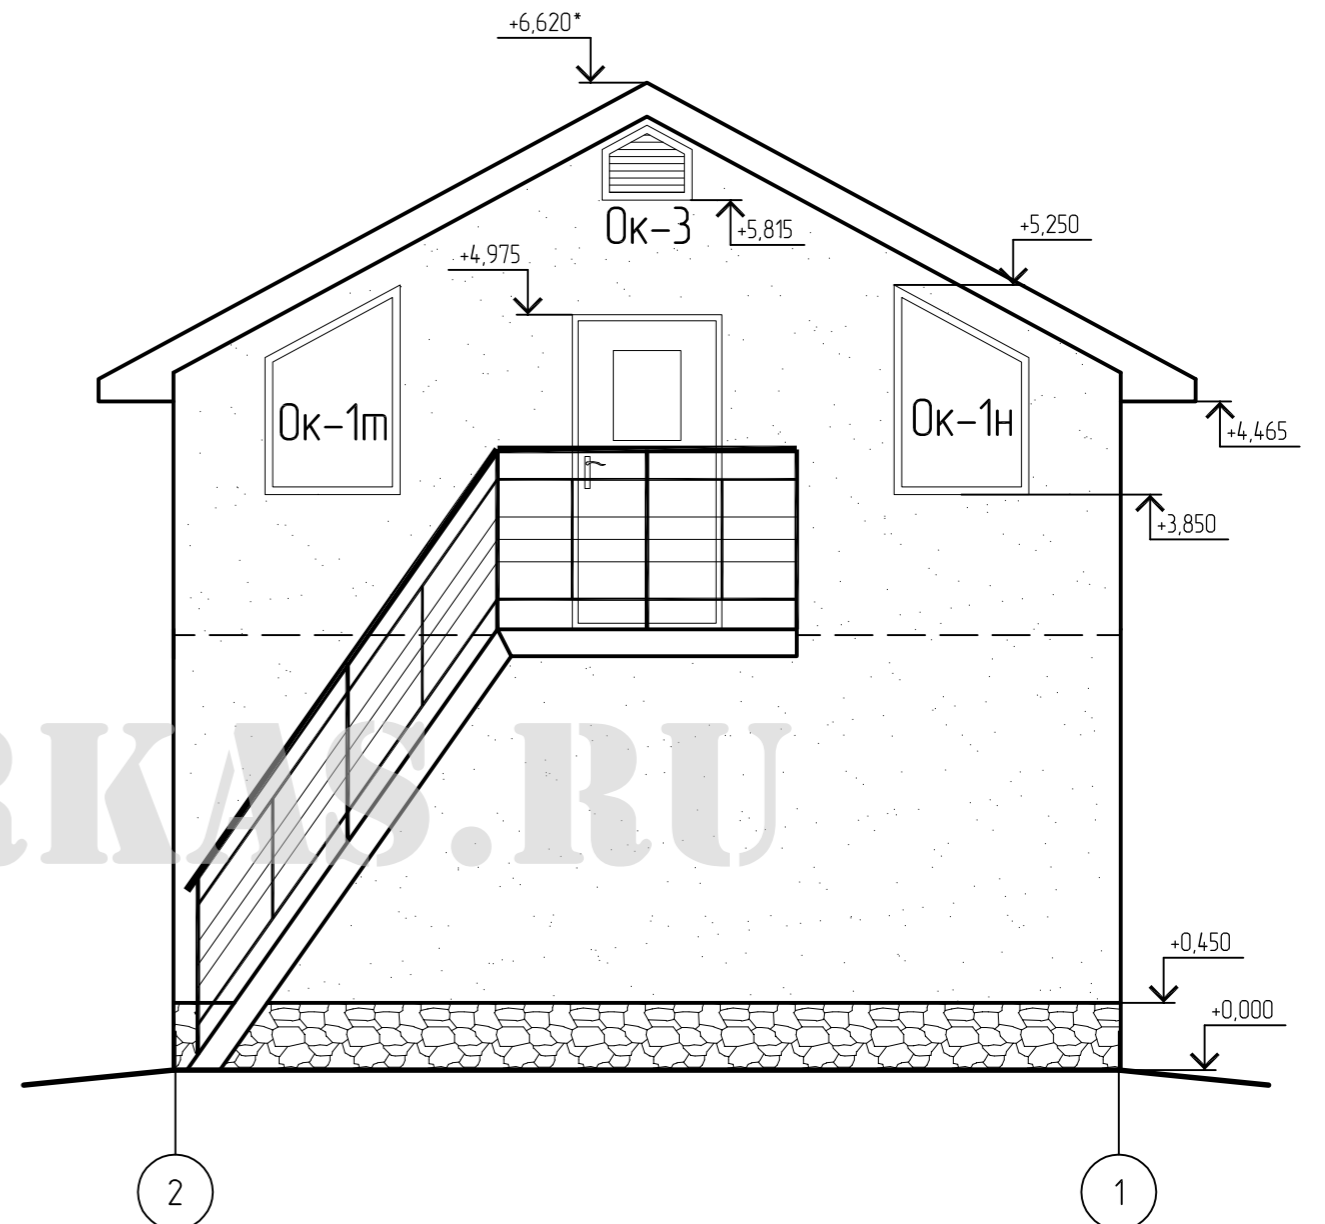 +6,620*
Ок-3
+5,815
+5,250
+4,975
Ок-1т
Ок-1н
+4,465
+3,850
RKAS.RU
+0,450
+0,000
2
1